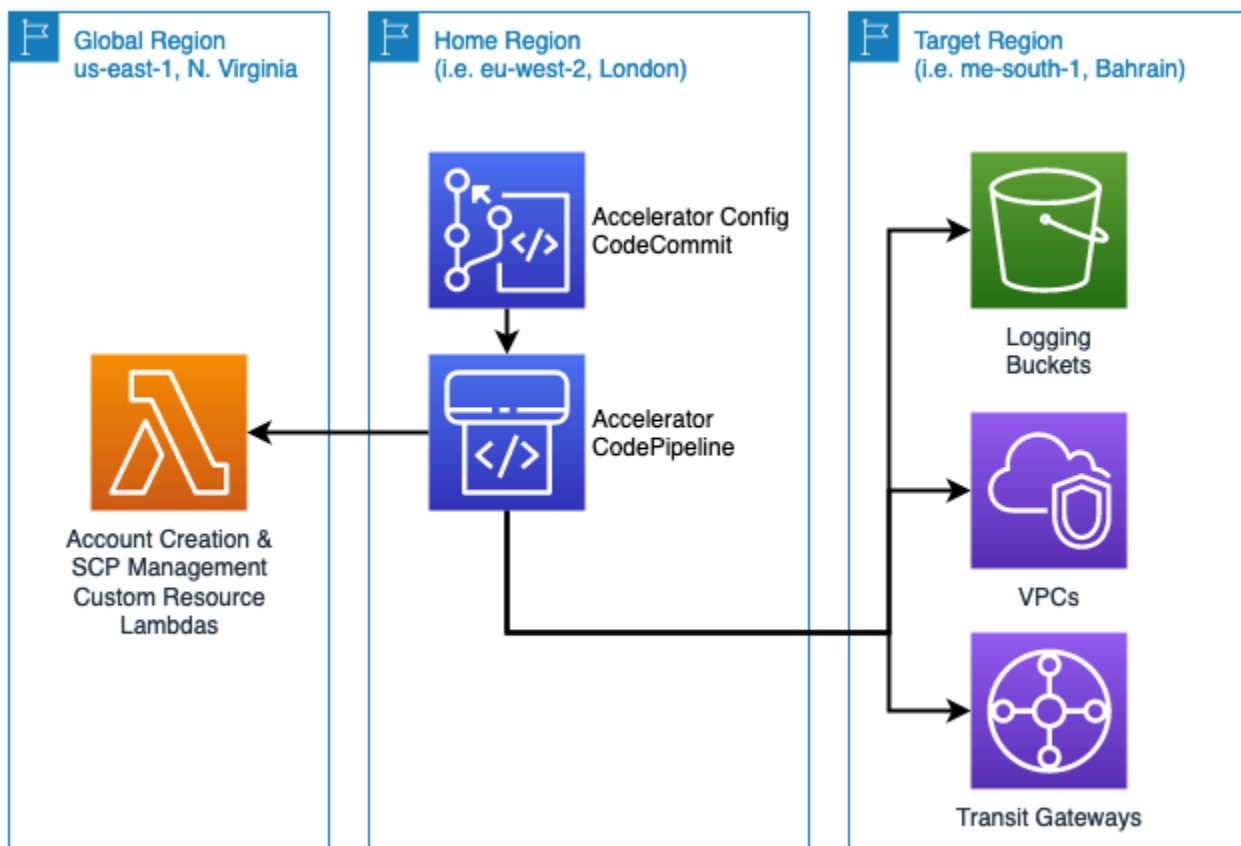 Global Region
us-east-1, N. Virginia
Home Region
(i.e. eu-west-2, London)
Target Region
(i.e. me-south-1, Bahrain)
Accelerator Config
CodeCommit
Accelerator
CodePipeline
Account Creation &
SCP Management
Custom Resource
Lambdas
Logging
Buckets
VPCs
Transit Gateways